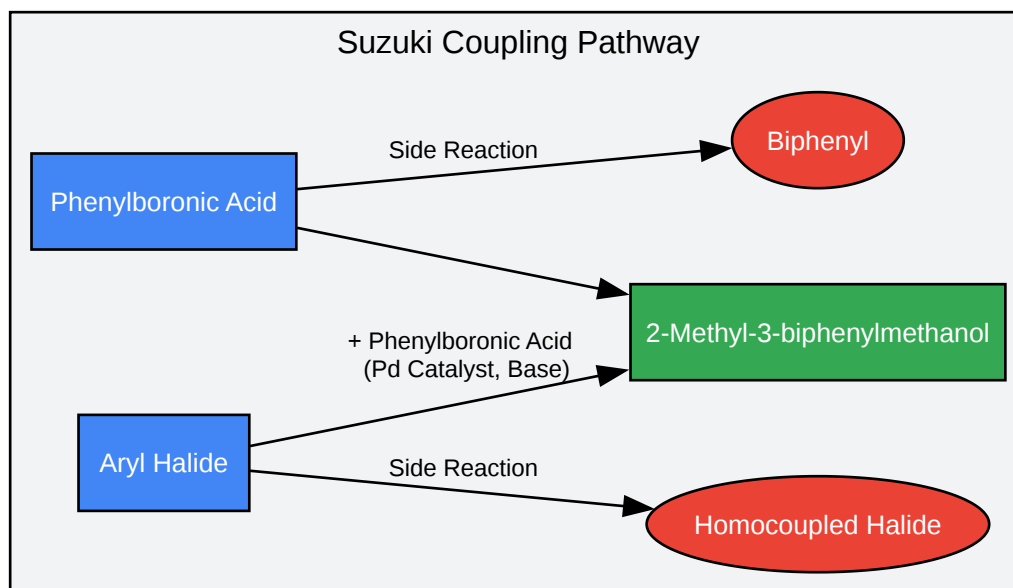 Suzuki Coupling Pathway
Biphenyl
Side Reaction
Phenylboronic Acid
2-Methyl-3-biphenylmethanol
+ Phenylboronic Acid
(Pd Catalyst, Base)
Aryl Halide
Side Reaction
Homocoupled Halide